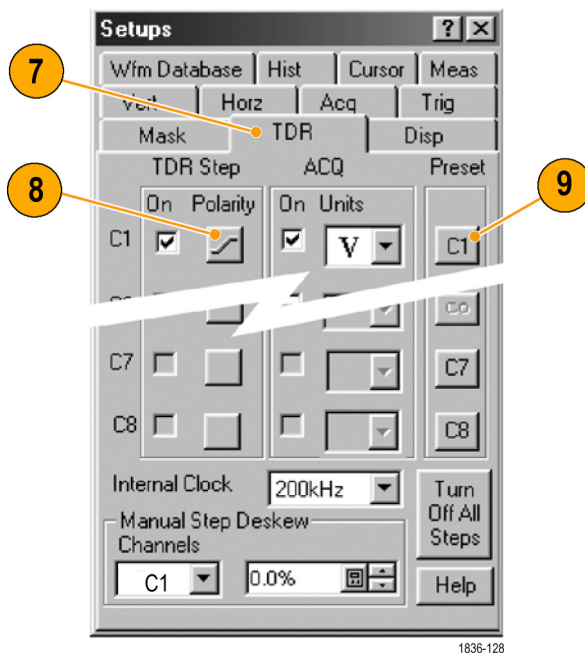 Setups
Wfm Database Hist Cursor Meas
Vert Horz Acq Trig
Mask TDR Disp
7
TDR Step ACQ Preset
8
9
On Polarity On Units
C1 V C1
C7 C7
C8 C8
Internal Clock 200kHz
Turn Off All Steps
Manual Step Deskew
Channels
C1 0.0%
Help
1836-128